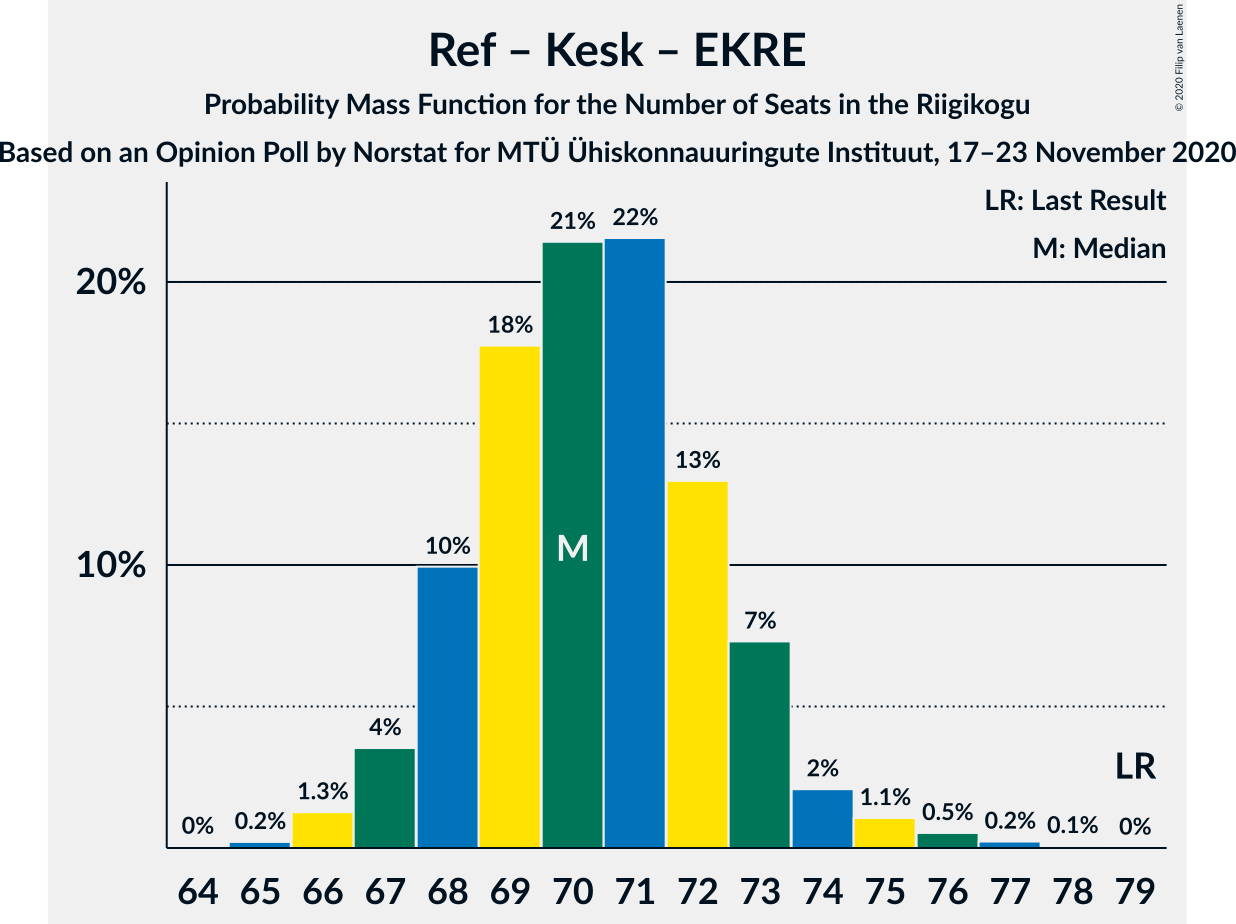 Ref – Kesk – EKRE
Probability Mass Function for the Number of Seats in the Riigikogu
Based on an Opinion Poll by Norstat for MTÜ Ühiskonnauuringute Instituut, 17–23 November 2020
© 2020 Filip van Laenen
LR: Last Result
M: Median
20%
10%
0%
0.2%
1.3%
4%
10%
18%
21%
22%
13%
7%
2%
1.1%
0.5%
0.2%
0.1%
0%
M
LR
64 65 66 67 68 69 70 71 72 73 74 75 76 77 78 79